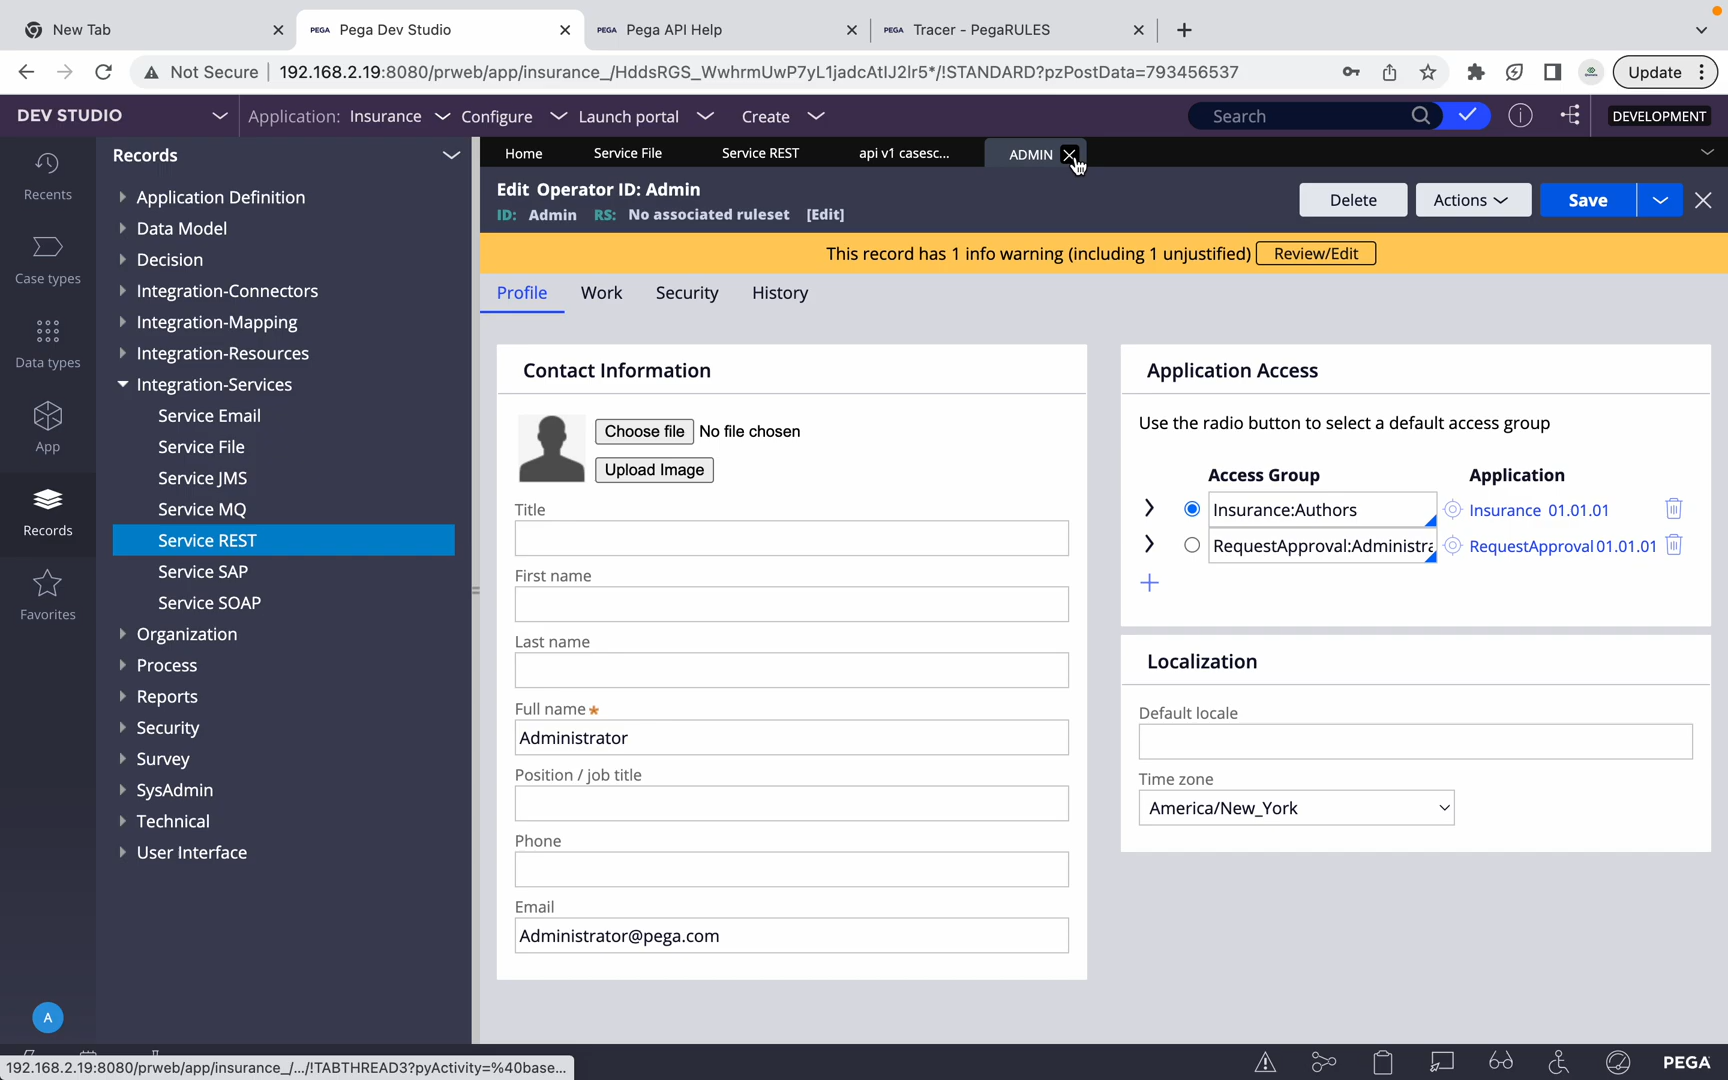 New Tab
PEGA Pega Dev Studio
PEGA Pega API Help
PEGA Tracer - PegaRULES
Not Secure 192.168.2.19:8080/prweb/app/insurance_/HddsRGS_WwhrmUwP7yL1jadcAtIJ2Ir5*/!STANDARD?pzPostData=793456537
Update
DEV STUDIO
Application: Insurance
Configure
Launch portal
Create
Search
DEVELOPMENT
Recents
Case types
Data types
App
Records
Favorites
A
Records
Application Definition
Data Model
Decision
Integration-Connectors
Integration-Mapping
Integration-Resources
Integration-Services
Service Email
Service File
Service JMS
Service MQ
Service REST
Service SAP
Service SOAP
Organization
Process
Reports
Security
Survey
SysAdmin
Technical
User Interface
Home
Service File
Service REST
api v1 casesc...
ADMIN
Edit Operator ID: Admin
ID: Admin RS: No associated ruleset [Edit]
Delete
Actions
Save
This record has 1 info warning (including 1 unjustified) Review/Edit
Profile
Work
Security
History
Contact Information
Choose file No file chosen
Upload Image
Title
First name
Last name
Full name *
Administrator
Position / job title
Phone
Email
Administrator@pega.com
Application Access
Use the radio button to select a default access group
Access Group Application
Insurance:Authors Insurance 01.01.01
RequestApproval:Administra RequestApproval 01.01.01
Localization
Default locale
Time zone
America/New_York
192.168.2.19:8080/prweb/app/insurance_/.../!TABTHREAD3?pyActivity=%40base...
PEGA